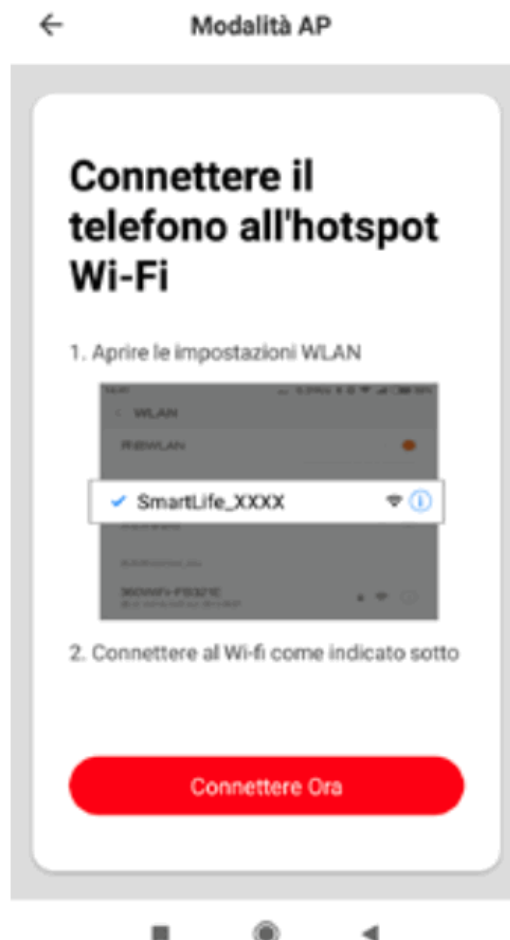 Modalità AP
Connettere il
telefono all'hotspot
Wi-Fi
1. Aprire le impostazioni WLAN
WLAN
SmartLife_XXXX
2. Connettere al Wi-fi come indicato sotto
Connettere Ora